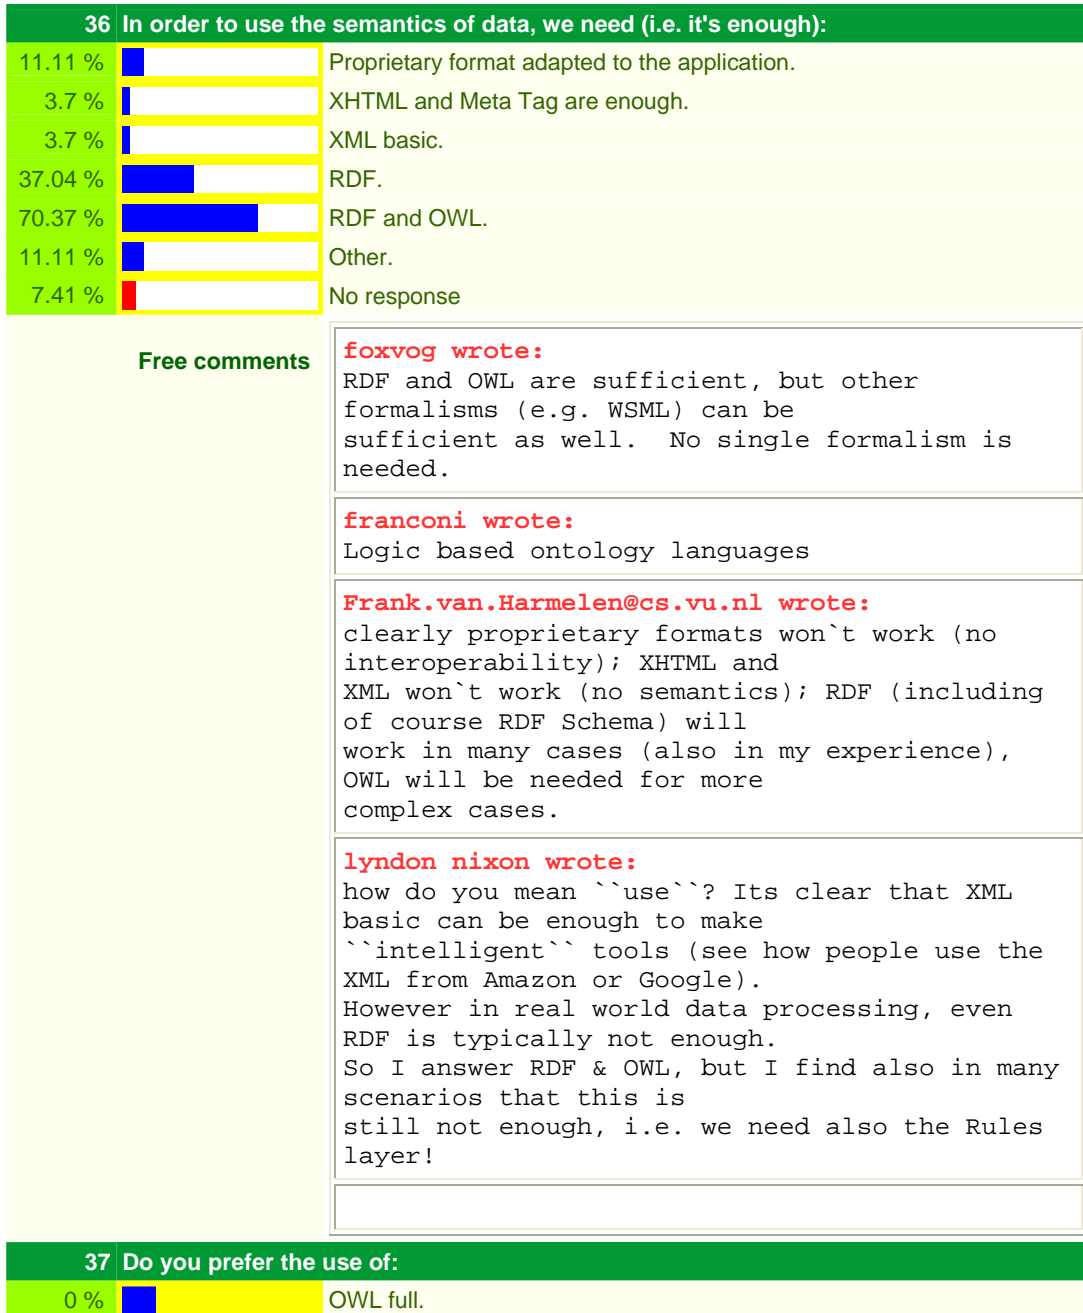 36 In order to use the semantics of data, we need (i.e. it's enough):
11.11 % Proprietary format adapted to the application.
3.7 % XHTML and Meta Tag are enough.
3.7 % XML basic.
37.04 % RDF.
70.37 % RDF and OWL.
11.11 % Other.
7.41 % No response
Free comments
foxvog wrote:
RDF and OWL are sufficient, but other
formalisms (e.g. WSML) can be
sufficient as well.  No single formalism is
needed.
franconi wrote:
Logic based ontology languages
Frank.van.Harmelen@cs.vu.nl wrote:
clearly proprietary formats won`t work (no
interoperability); XHTML and
XML won`t work (no semantics); RDF (including
of course RDF Schema) will
work in many cases (also in my experience),
OWL will be needed for more
complex cases.
lyndon nixon wrote:
how do you mean ``use``? Its clear that XML
basic can be enough to make
``intelligent`` tools (see how people use the
XML from Amazon or Google).
However in real world data processing, even
RDF is typically not enough.
So I answer RDF & OWL, but I find also in many
scenarios that this is
still not enough, i.e. we need also the Rules
layer!
37 Do you prefer the use of:
0 % OWL full.